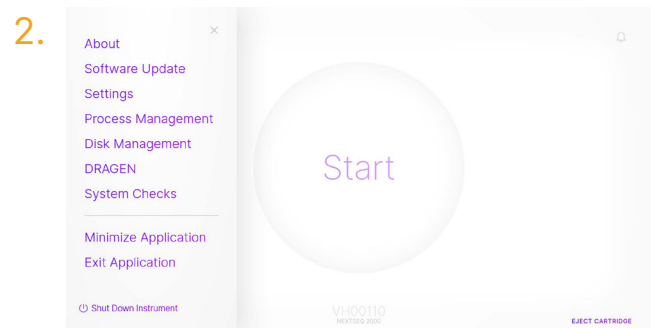 2.
About
Software Update
Settings
Process Management
Disk Management
DRAGEN
System Checks
Minimize Application
Exit Application
Shut Down Instrument
Start
VH00110
NEXTSEQ 2000
EJECT CARTRIDGE